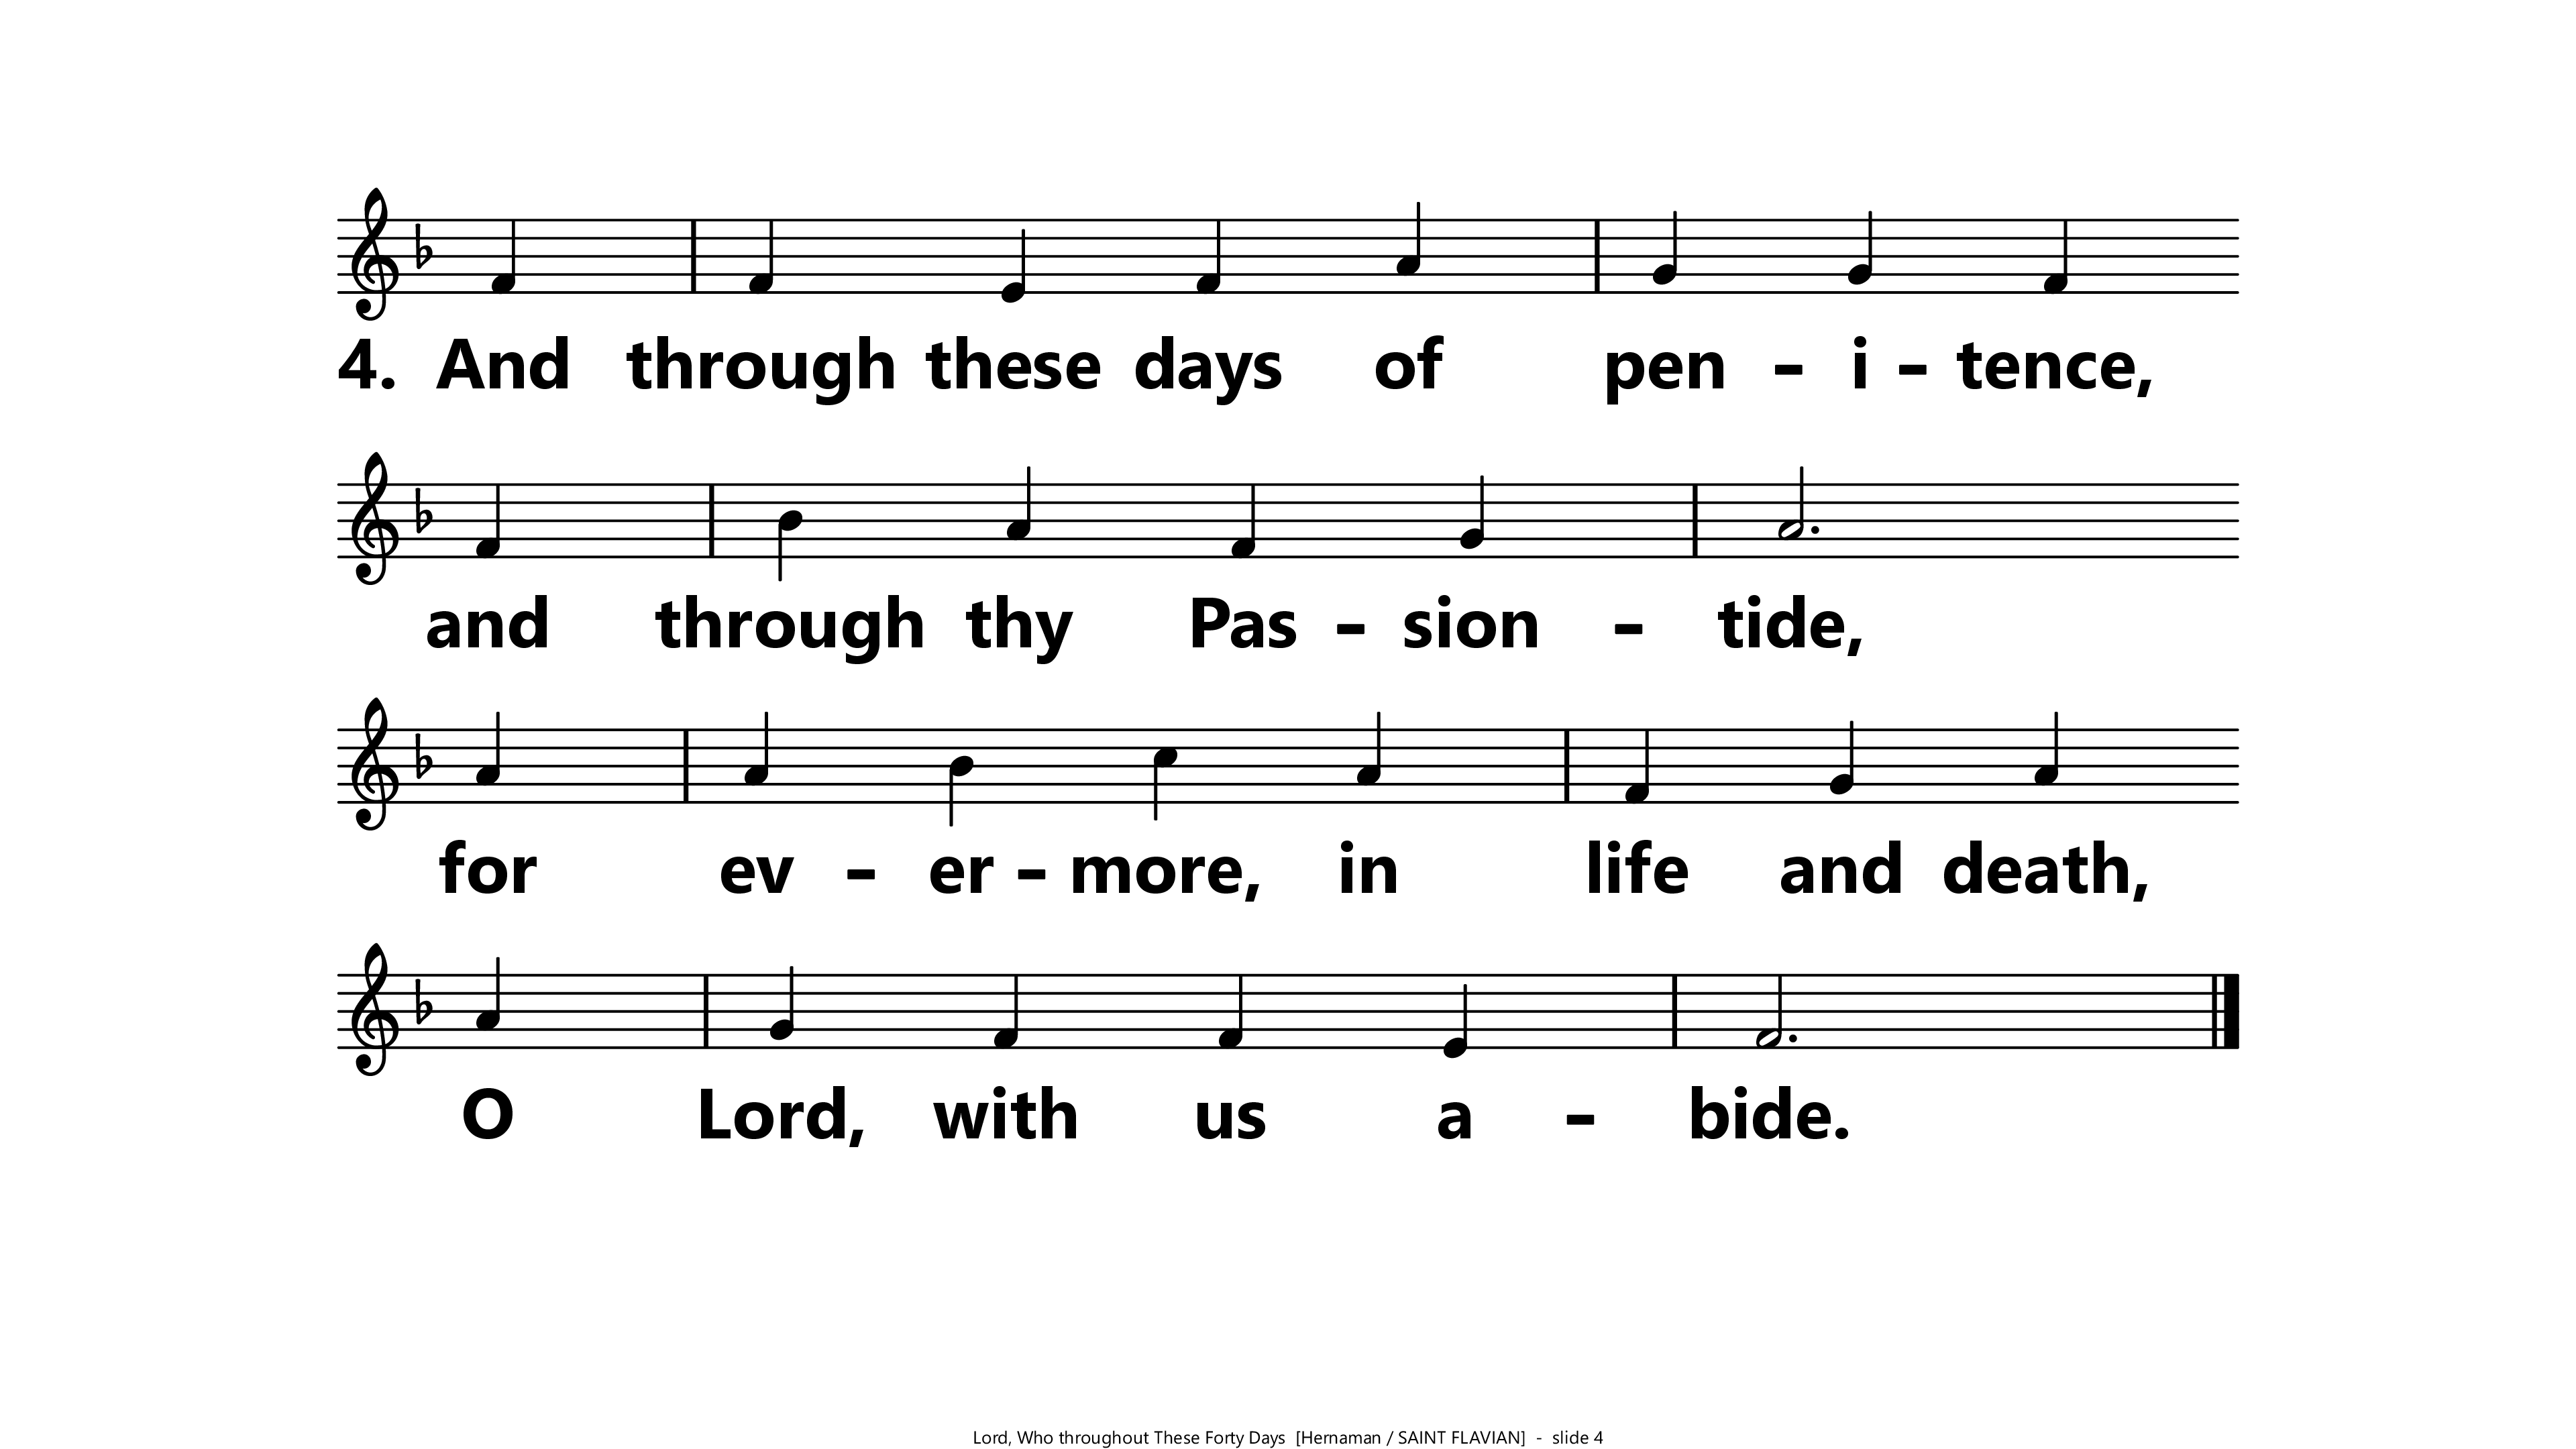 4. And through these days of pen - i - tence,
and through thy Pas - sion - tide,
for ev - er - more, in life and death,
O Lord, with us a - bide.
Lord, Who throughout These Forty Days [Hernaman / SAINT FLAVIAN] - slide 4